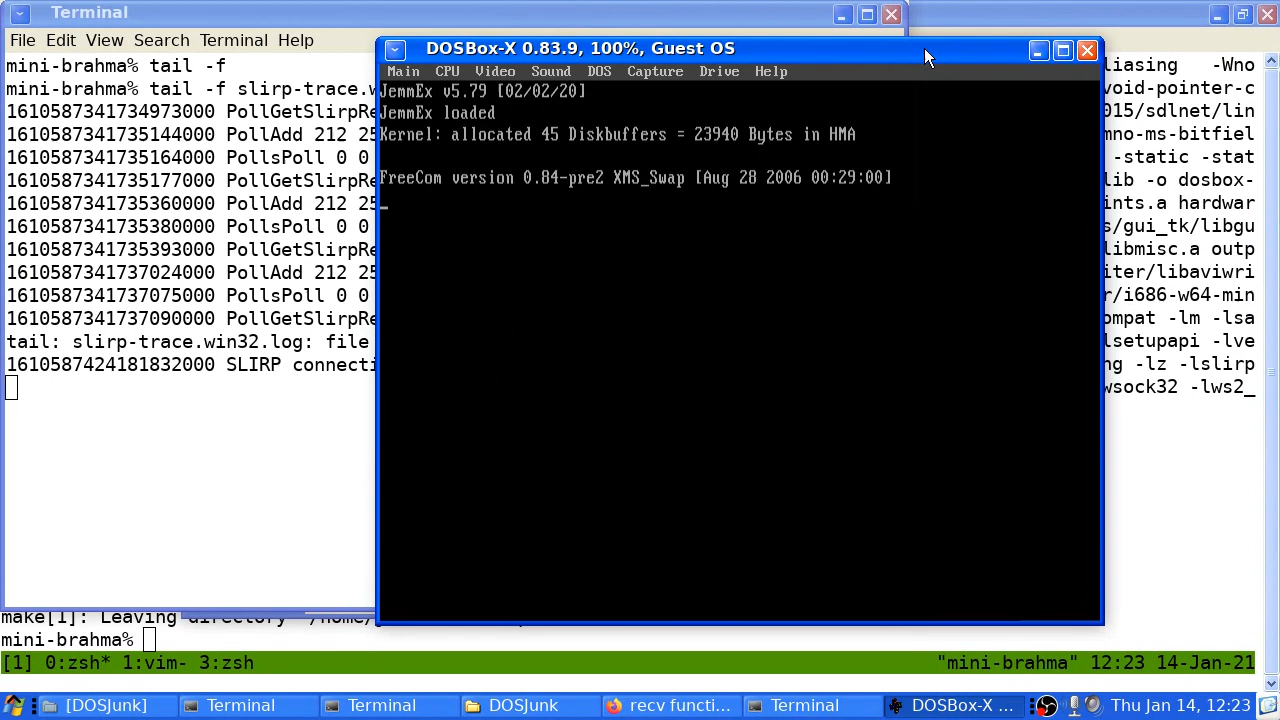 Terminal
File Edit View Search Terminal Help
mini-brahma% tail -f
mini-brahma% tail -f slirp-trace.w
1610587341734973000 PollGetSlirpRe
1610587341735144000 PollAdd 212 25
1610587341735164000 PollsPoll 0 0
1610587341735177000 PollGetSlirpRe
1610587341735360000 PollAdd 212 25
1610587341735380000 PollsPoll 0 0
1610587341735393000 PollGetSlirpRe
1610587341737024000 PollAdd 212 25
1610587341737075000 PollsPoll 0 0
1610587341737090000 PollGetSlirpRe
tail: slirp-trace.win32.log: file
1610587424181832000 SLIRP connecti
DOSBox-X 0.83.9, 100%, Guest OS
Main CPU Video Sound DOS Capture Drive Help
JemmEx v5.79 [02/02/20]
JemmEx loaded
Kernel: allocated 45 Diskbuffers = 23940 Bytes in HMA
FreeCom version 0.84-pre2 XMS_Swap [Aug 28 2006 00:29:00]
liasing -Wno
void-pointer-c
015/sdlnet/lin
mno-ms-bitfiel
-static -stat
lib -o dosbox-
ints.a hardwar
s/gui_tk/libgu
libmisc.a outp
iter/libaviwri
r/i686-w64-min
ompat -lm -lsa
lsetupapi -lve
ng -lz -lslirp
wsock32 -lws2_
make[1]: Leaving directory
mini-brahma%
[1] 0:zsh* 1:vim- 3:zsh "mini-brahma" 12:23 14-Jan-21
[DOSJunk] Terminal Terminal DOSJunk recv functi... Terminal DOSBox-X ... Thu Jan 14, 12:23